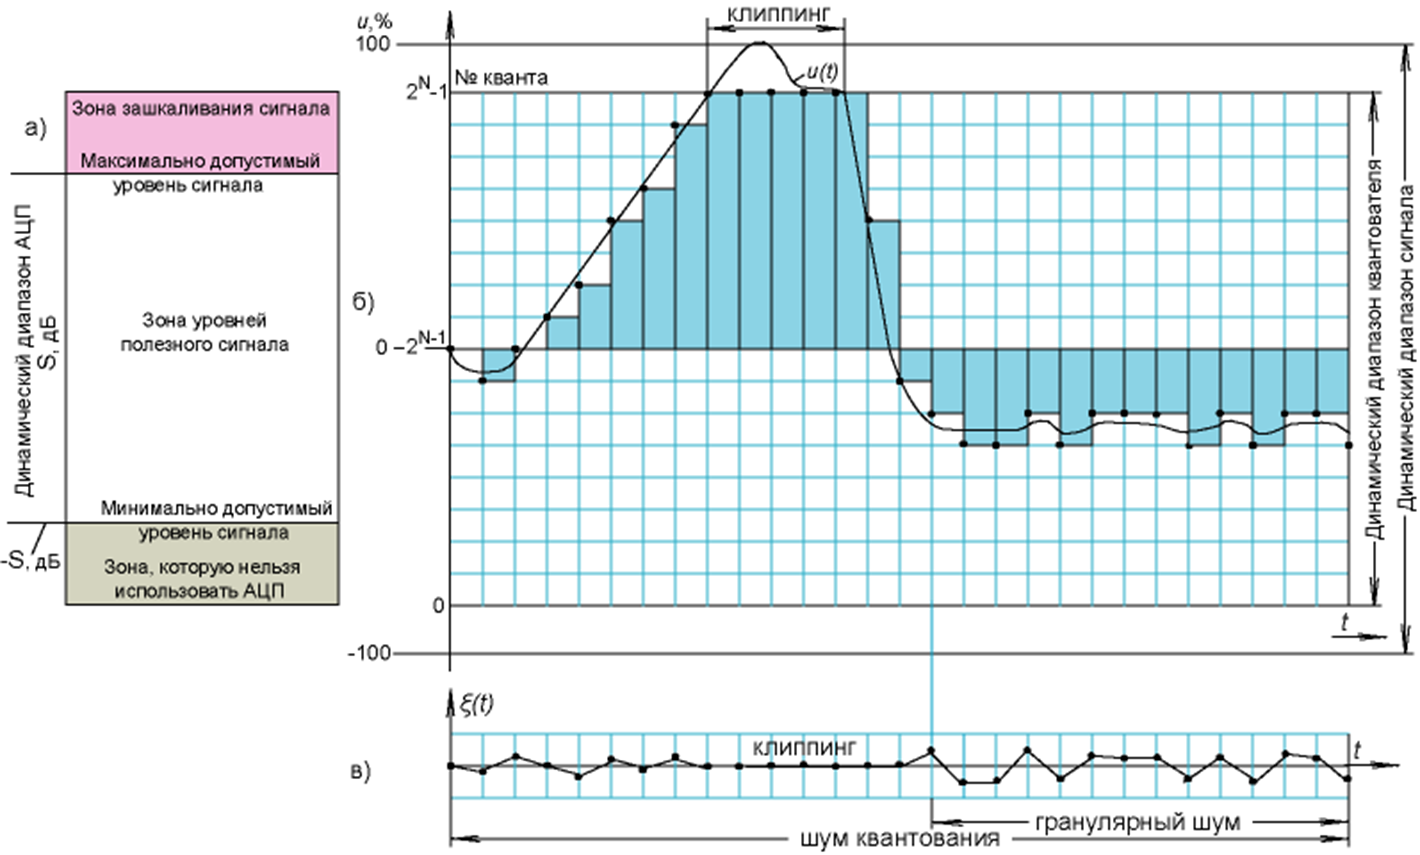 а)
Зона зашкаливания сигнала
Максимально допустимый
уровень сигнала
Динамический диапазон АЦП
S, дБ
Зона уровней
полезного сигнала
Минимально допустимый
уровень сигнала
-S, дБ
Зона, которую нельзя
использовать АЦП
б)
u,%
клиппинг
100
№ кванта
2ᴺ-1
u(t)
0 –2ᴺ⁻¹
0
-100
t
Динамический диапазон квантователя
Динамический диапазон сигнала
в)
ξ(t)
клиппинг
t
гранулярный шум
шум квантования